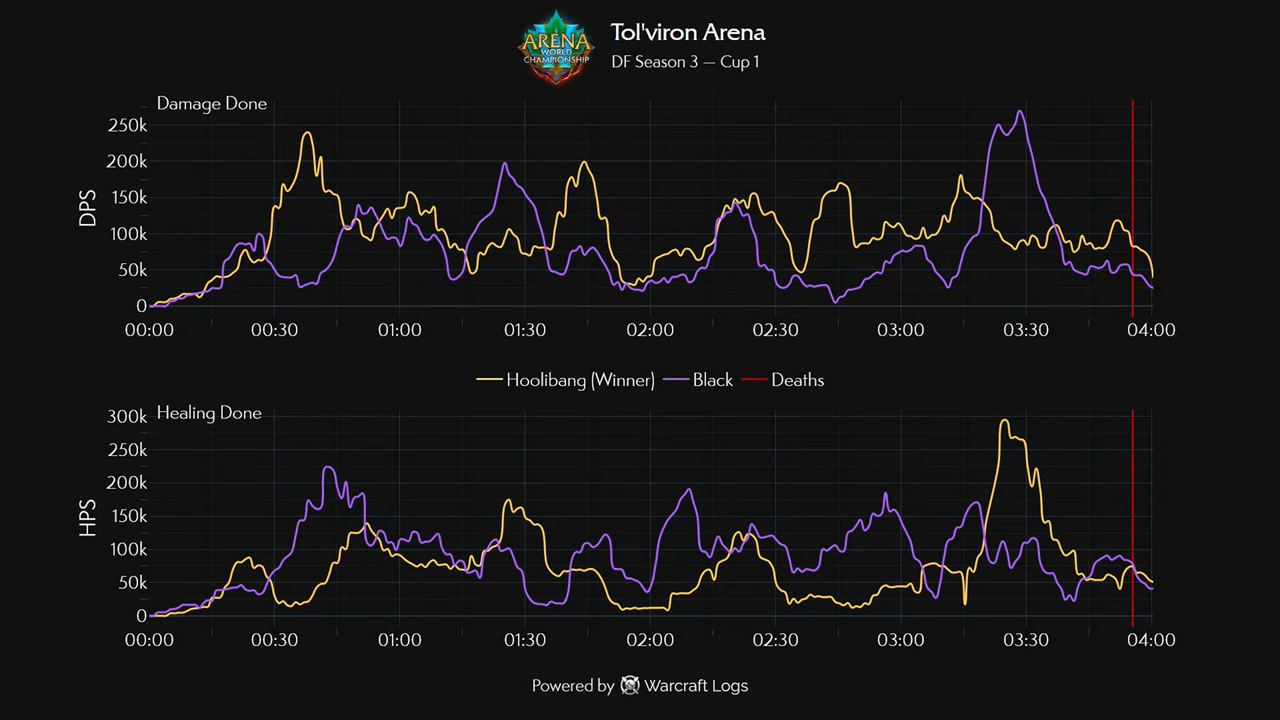 ARENA
WORLD
CHAMPIONSHIP
Tol'viron Arena
DF Season 3 — Cup 1
Damage Done
DPS
250k
200k
150k
100k
50k
0
00:00 00:30 01:00 01:30 02:00 02:30 03:00 03:30 04:00
Hoolibang (Winner) Black Deaths
Healing Done
HPS
300k
250k
200k
150k
100k
50k
0
00:00 00:30 01:00 01:30 02:00 02:30 03:00 03:30 04:00
Powered by Warcraft Logs